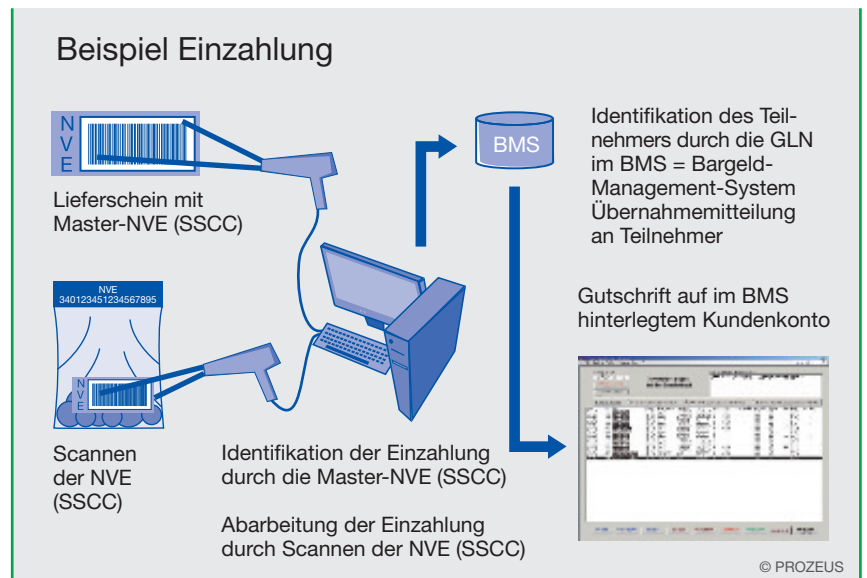 Beispiel Einzahlung
NVE
Lieferschein mit
Master-NVE (SSCC)
NVE
340123451234567895
NVE
Scannen
der NVE
(SSCC)
Identifikation der Einzahlung
durch die Master-NVE (SSCC)
Abarbeitung der Einzahlung
durch Scannen der NVE (SSCC)
BMS
Identifikation des Teil-
nehmers durch die GLN
im BMS = Bargeld-
Management-System
Übernahmemitteilung
an Teilnehmer
Gutschrift auf im BMS
hinterlegtem Kundenkonto
© PROZEUS